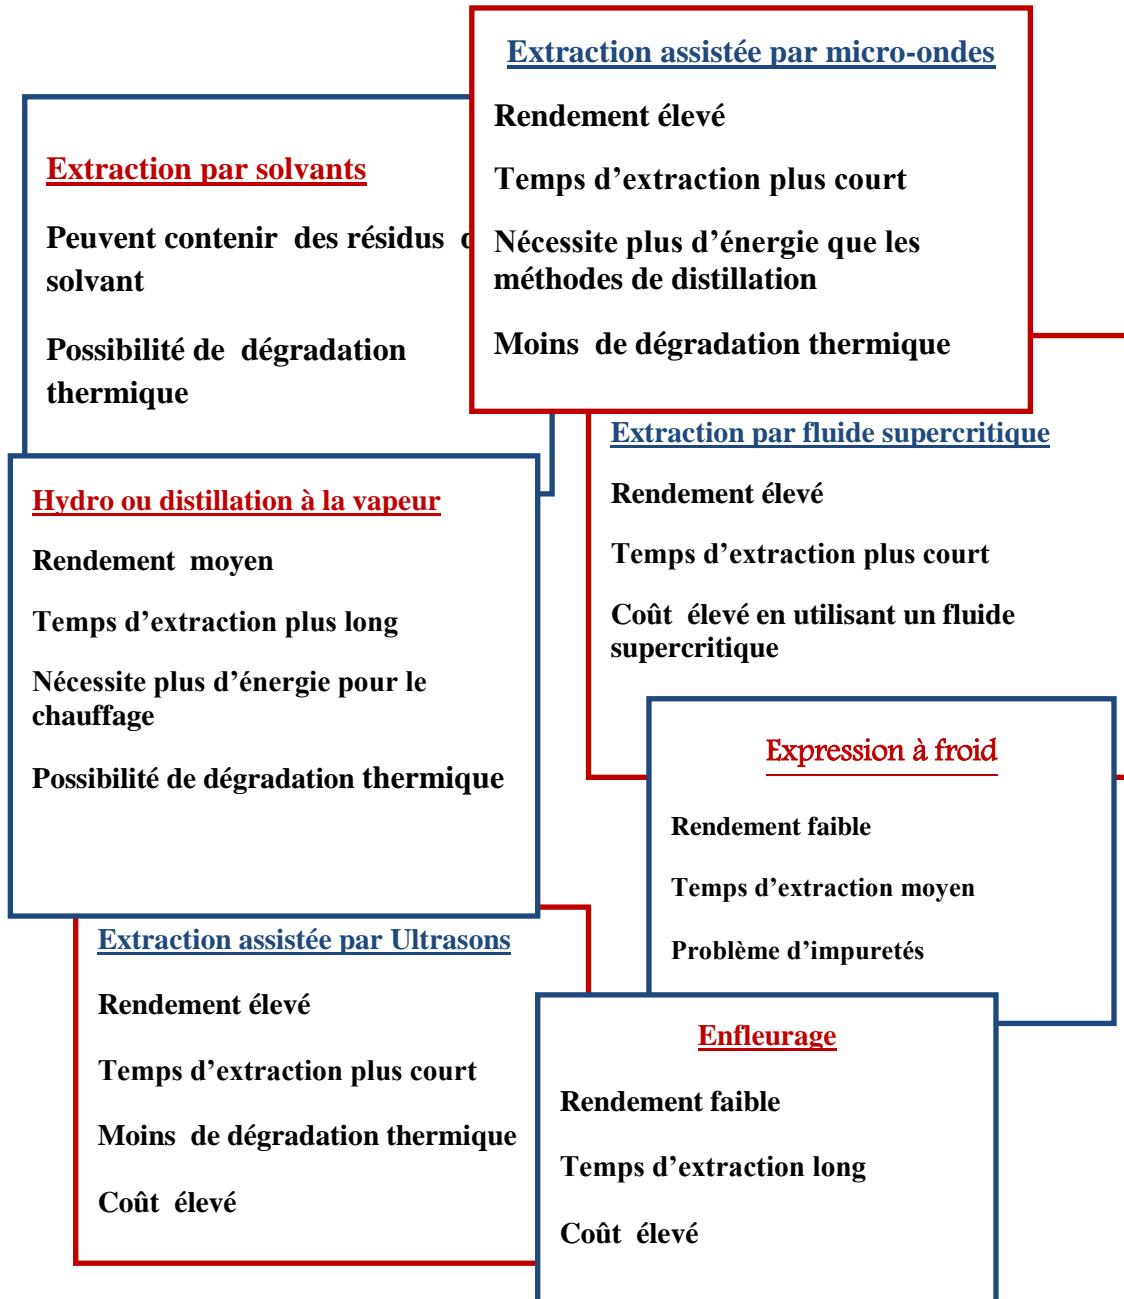 Extraction assistée par micro-ondes
Rendement élevé
Temps d’extraction plus court
Nécessite plus d’énergie que les
méthodes de distillation
Moins de dégradation thermique
Extraction par solvants
Peuvent contenir des résidus
solvant
Possibilité de dégradation
thermique
Extraction par fluide supercritique
Rendement élevé
Temps d’extraction plus court
Coût élevé en utilisant un fluide
supercritique
Hydro ou distillation à la vapeur
Rendement moyen
Temps d’extraction plus long
Nécessite plus d’énergie pour le
chauffage
Possibilité de dégradation thermique
Expression à froid
Rendement faible
Temps d’extraction moyen
Problème d’impuretés
Extraction assistée par Ultrasons
Rendement élevé
Temps d’extraction plus court
Moins de dégradation thermique
Coût élevé
Enfleurage
Rendement faible
Temps d’extraction long
Coût élevé